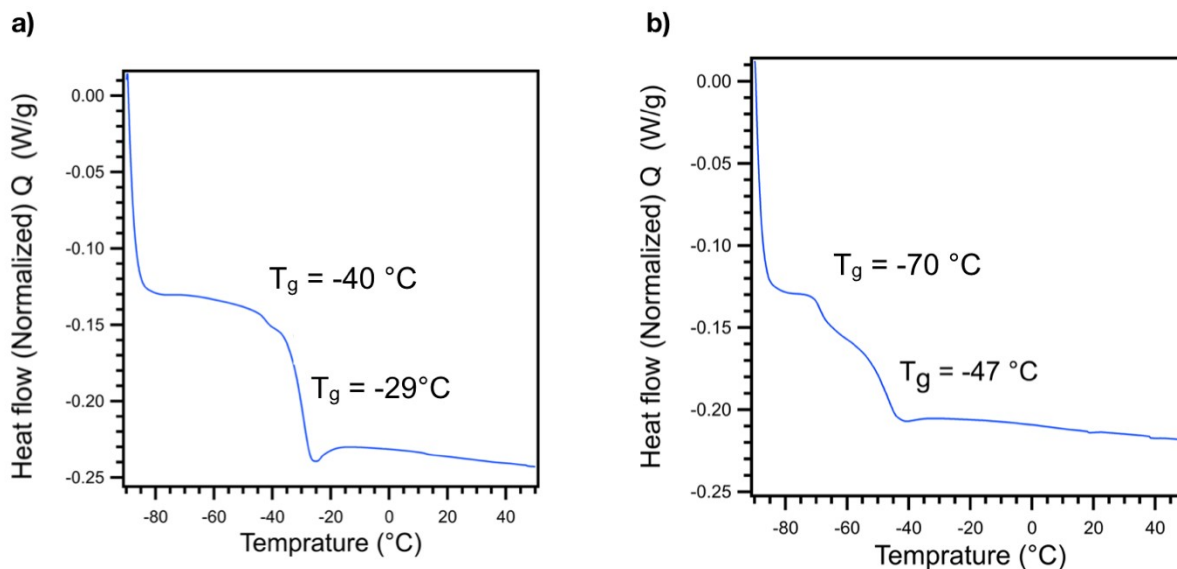 a)
Heat flow (Normalized) Q (W/g)
0.00
-0.05
-0.10
-0.15
-0.20
-0.25
Tg = -40 °C
Tg = -29°C
-80 -60 -40 -20 0 20 40
Temprature (°C)
b)
Heat flow (Normalized) Q (W/g)
0.00
-0.05
-0.10
-0.15
-0.20
-0.25
Tg = -70 °C
Tg = -47 °C
-80 -60 -40 -20 0 20 40
Temprature (°C)